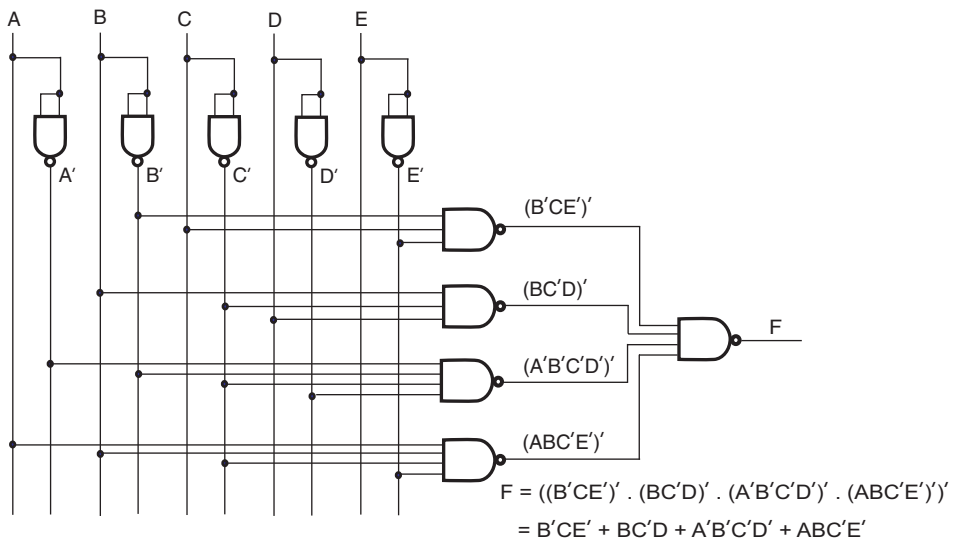 A B C D E
A′ B′ C′ D′ E′
(B′CE′)′
(BC′D)′
F
(A′B′C′D′)′
(ABC′E′)′
F = ((B′CE′)′ . (BC′D)′ . (A′B′C′D′)′ . (ABC′E′)′)′
= B′CE′ + BC′D + A′B′C′D′ + ABC′E′